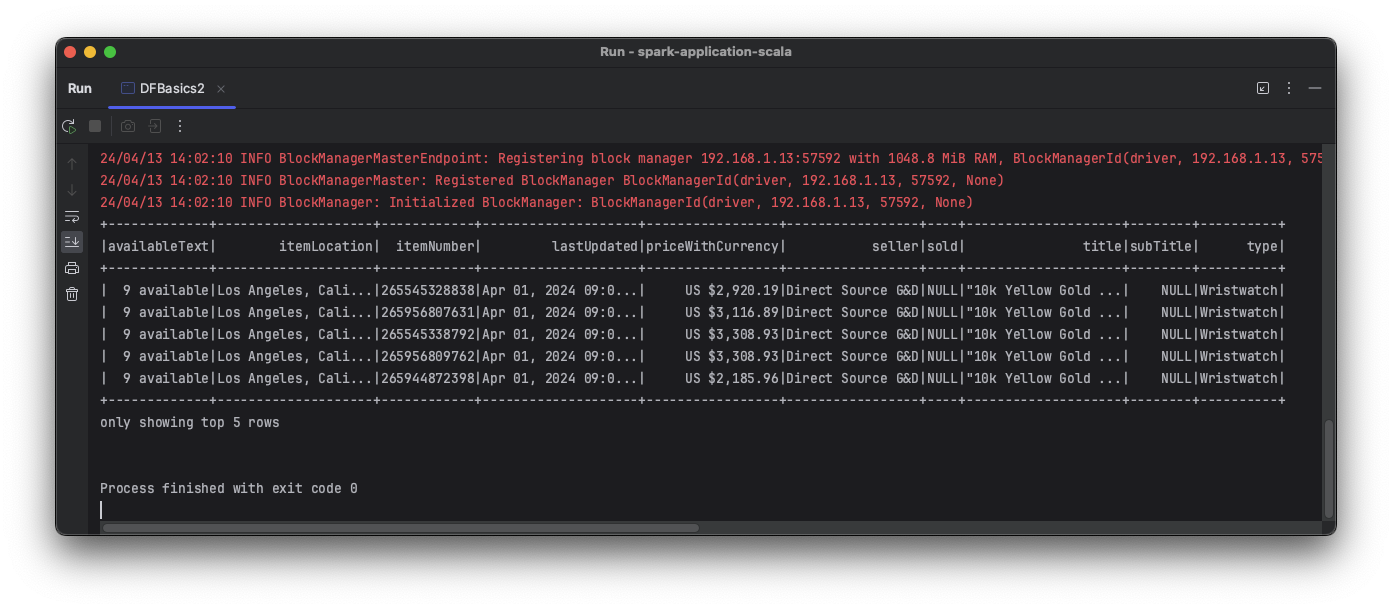 Run - spark-application-scala
Run DFBasics2
24/04/13 14:02:10 INFO BlockManagerMasterEndpoint: Registering block manager 192.168.1.13:57592 with 1048.8 MiB RAM, BlockManagerId(driver, 192.168.1.13, 575
24/04/13 14:02:10 INFO BlockManagerMaster: Registered BlockManager BlockManagerId(driver, 192.168.1.13, 57592, None)
24/04/13 14:02:10 INFO BlockManager: Initialized BlockManager: BlockManagerId(driver, 192.168.1.13, 57592, None)
+-------------+--------------------+------------+--------------------+-----------------+-----------------+----+--------------------+--------+----------+
|availableText|        itemLocation|  itemNumber|         lastUpdated|priceWithCurrency|           seller|sold|               title|subTitle|      type|
+-------------+--------------------+------------+--------------------+-----------------+-----------------+----+--------------------+--------+----------+
|  9 available|Los Angeles, Cali...|265545328838|Apr 01, 2024 09:0...|     US $2,920.19|Direct Source G&D|NULL|"10k Yellow Gold ...|    NULL|Wristwatch|
|  9 available|Los Angeles, Cali...|265956807631|Apr 01, 2024 09:0...|     US $3,116.89|Direct Source G&D|NULL|"10k Yellow Gold ...|    NULL|Wristwatch|
|  9 available|Los Angeles, Cali...|265545338792|Apr 01, 2024 09:0...|     US $3,308.93|Direct Source G&D|NULL|"10k Yellow Gold ...|    NULL|Wristwatch|
|  9 available|Los Angeles, Cali...|265956809762|Apr 01, 2024 09:0...|     US $3,308.93|Direct Source G&D|NULL|"10k Yellow Gold ...|    NULL|Wristwatch|
|  9 available|Los Angeles, Cali...|265944872398|Apr 01, 2024 09:0...|     US $2,185.96|Direct Source G&D|NULL|"10k Yellow Gold ...|    NULL|Wristwatch|
+-------------+--------------------+------------+--------------------+-----------------+-----------------+----+--------------------+--------+----------+
only showing top 5 rows
Process finished with exit code 0